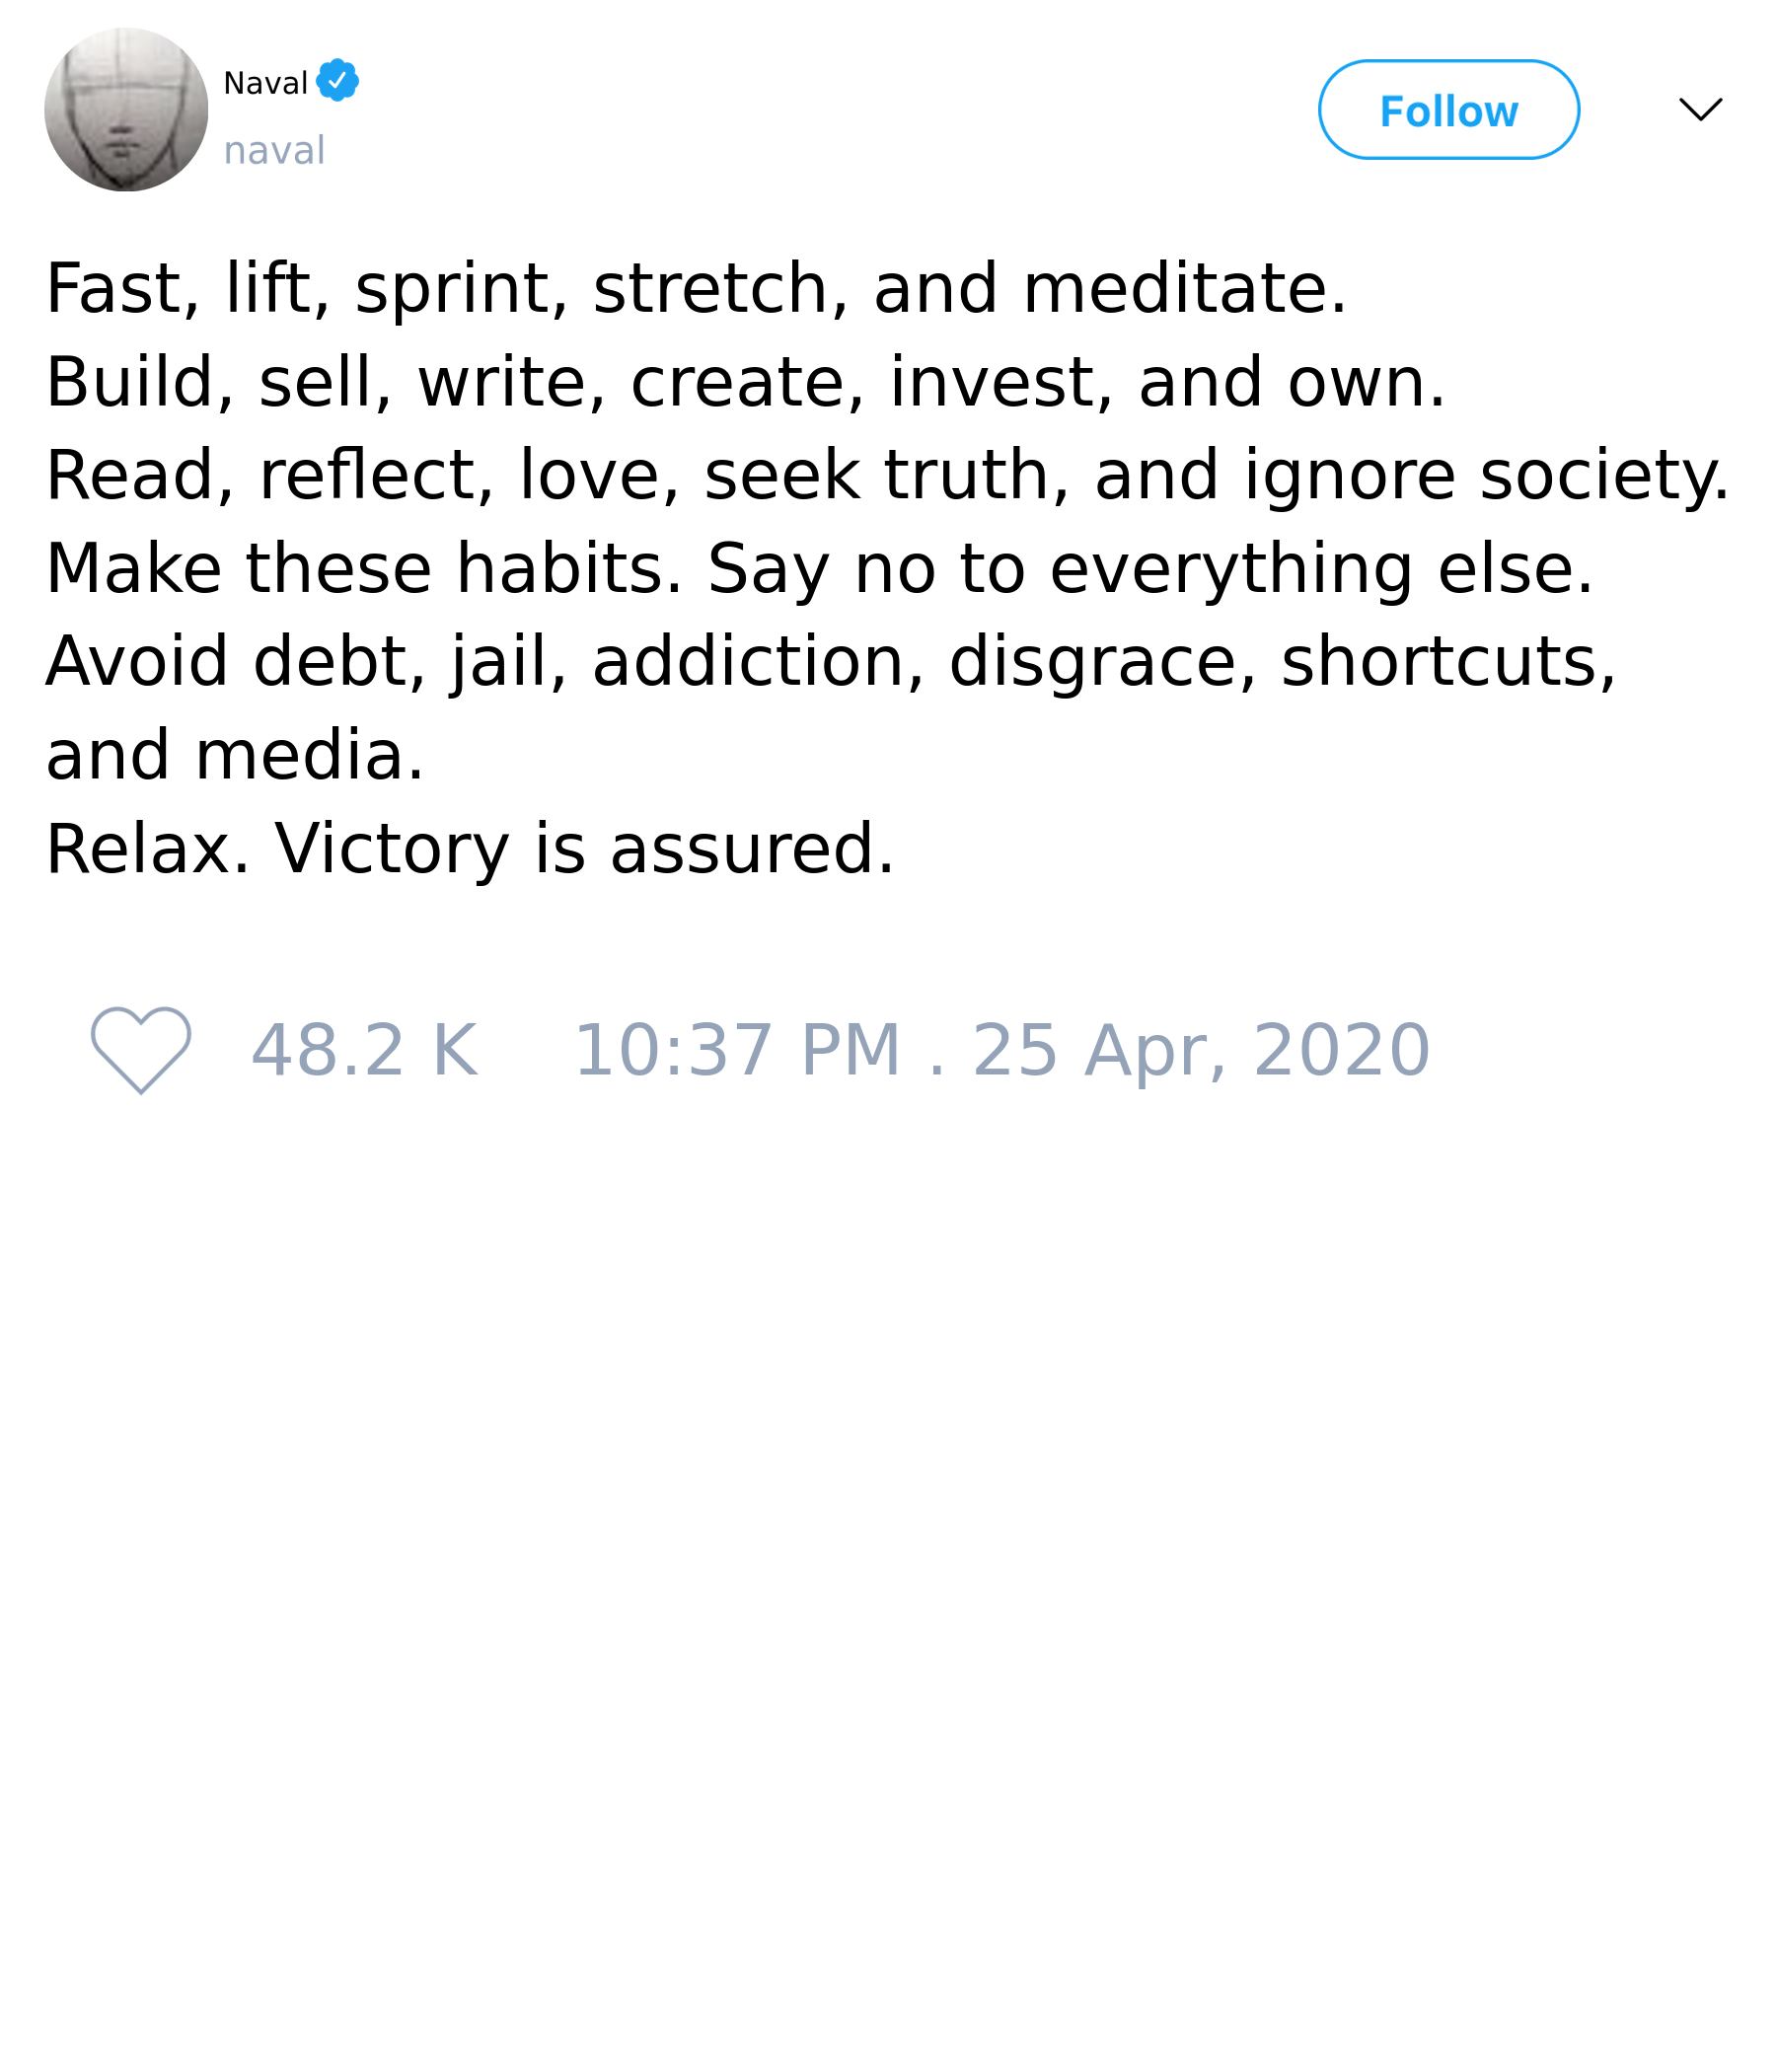 Naval
naval
Follow
Fast, lift, sprint, stretch, and meditate.
Build, sell, write, create, invest, and own.
Read, reflect, love, seek truth, and ignore society.
Make these habits. Say no to everything else.
Avoid debt, jail, addiction, disgrace, shortcuts,
and media.
Relax. Victory is assured.
48.2 K 10:37 PM . 25 Apr, 2020